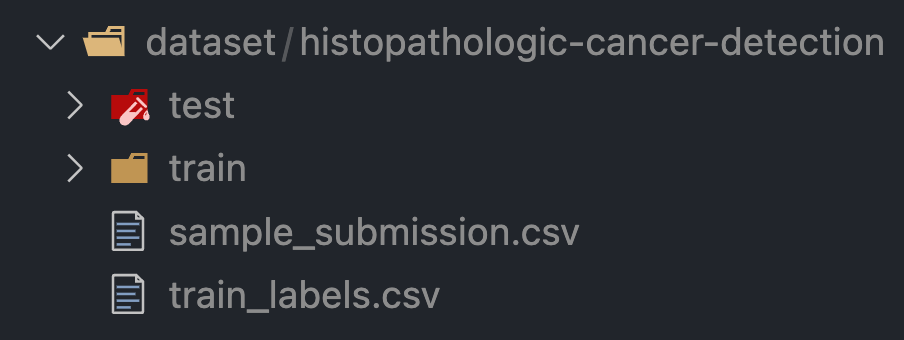 dataset/histopathologic-cancer-detection
test
train
sample_submission.csv
train_labels.csv